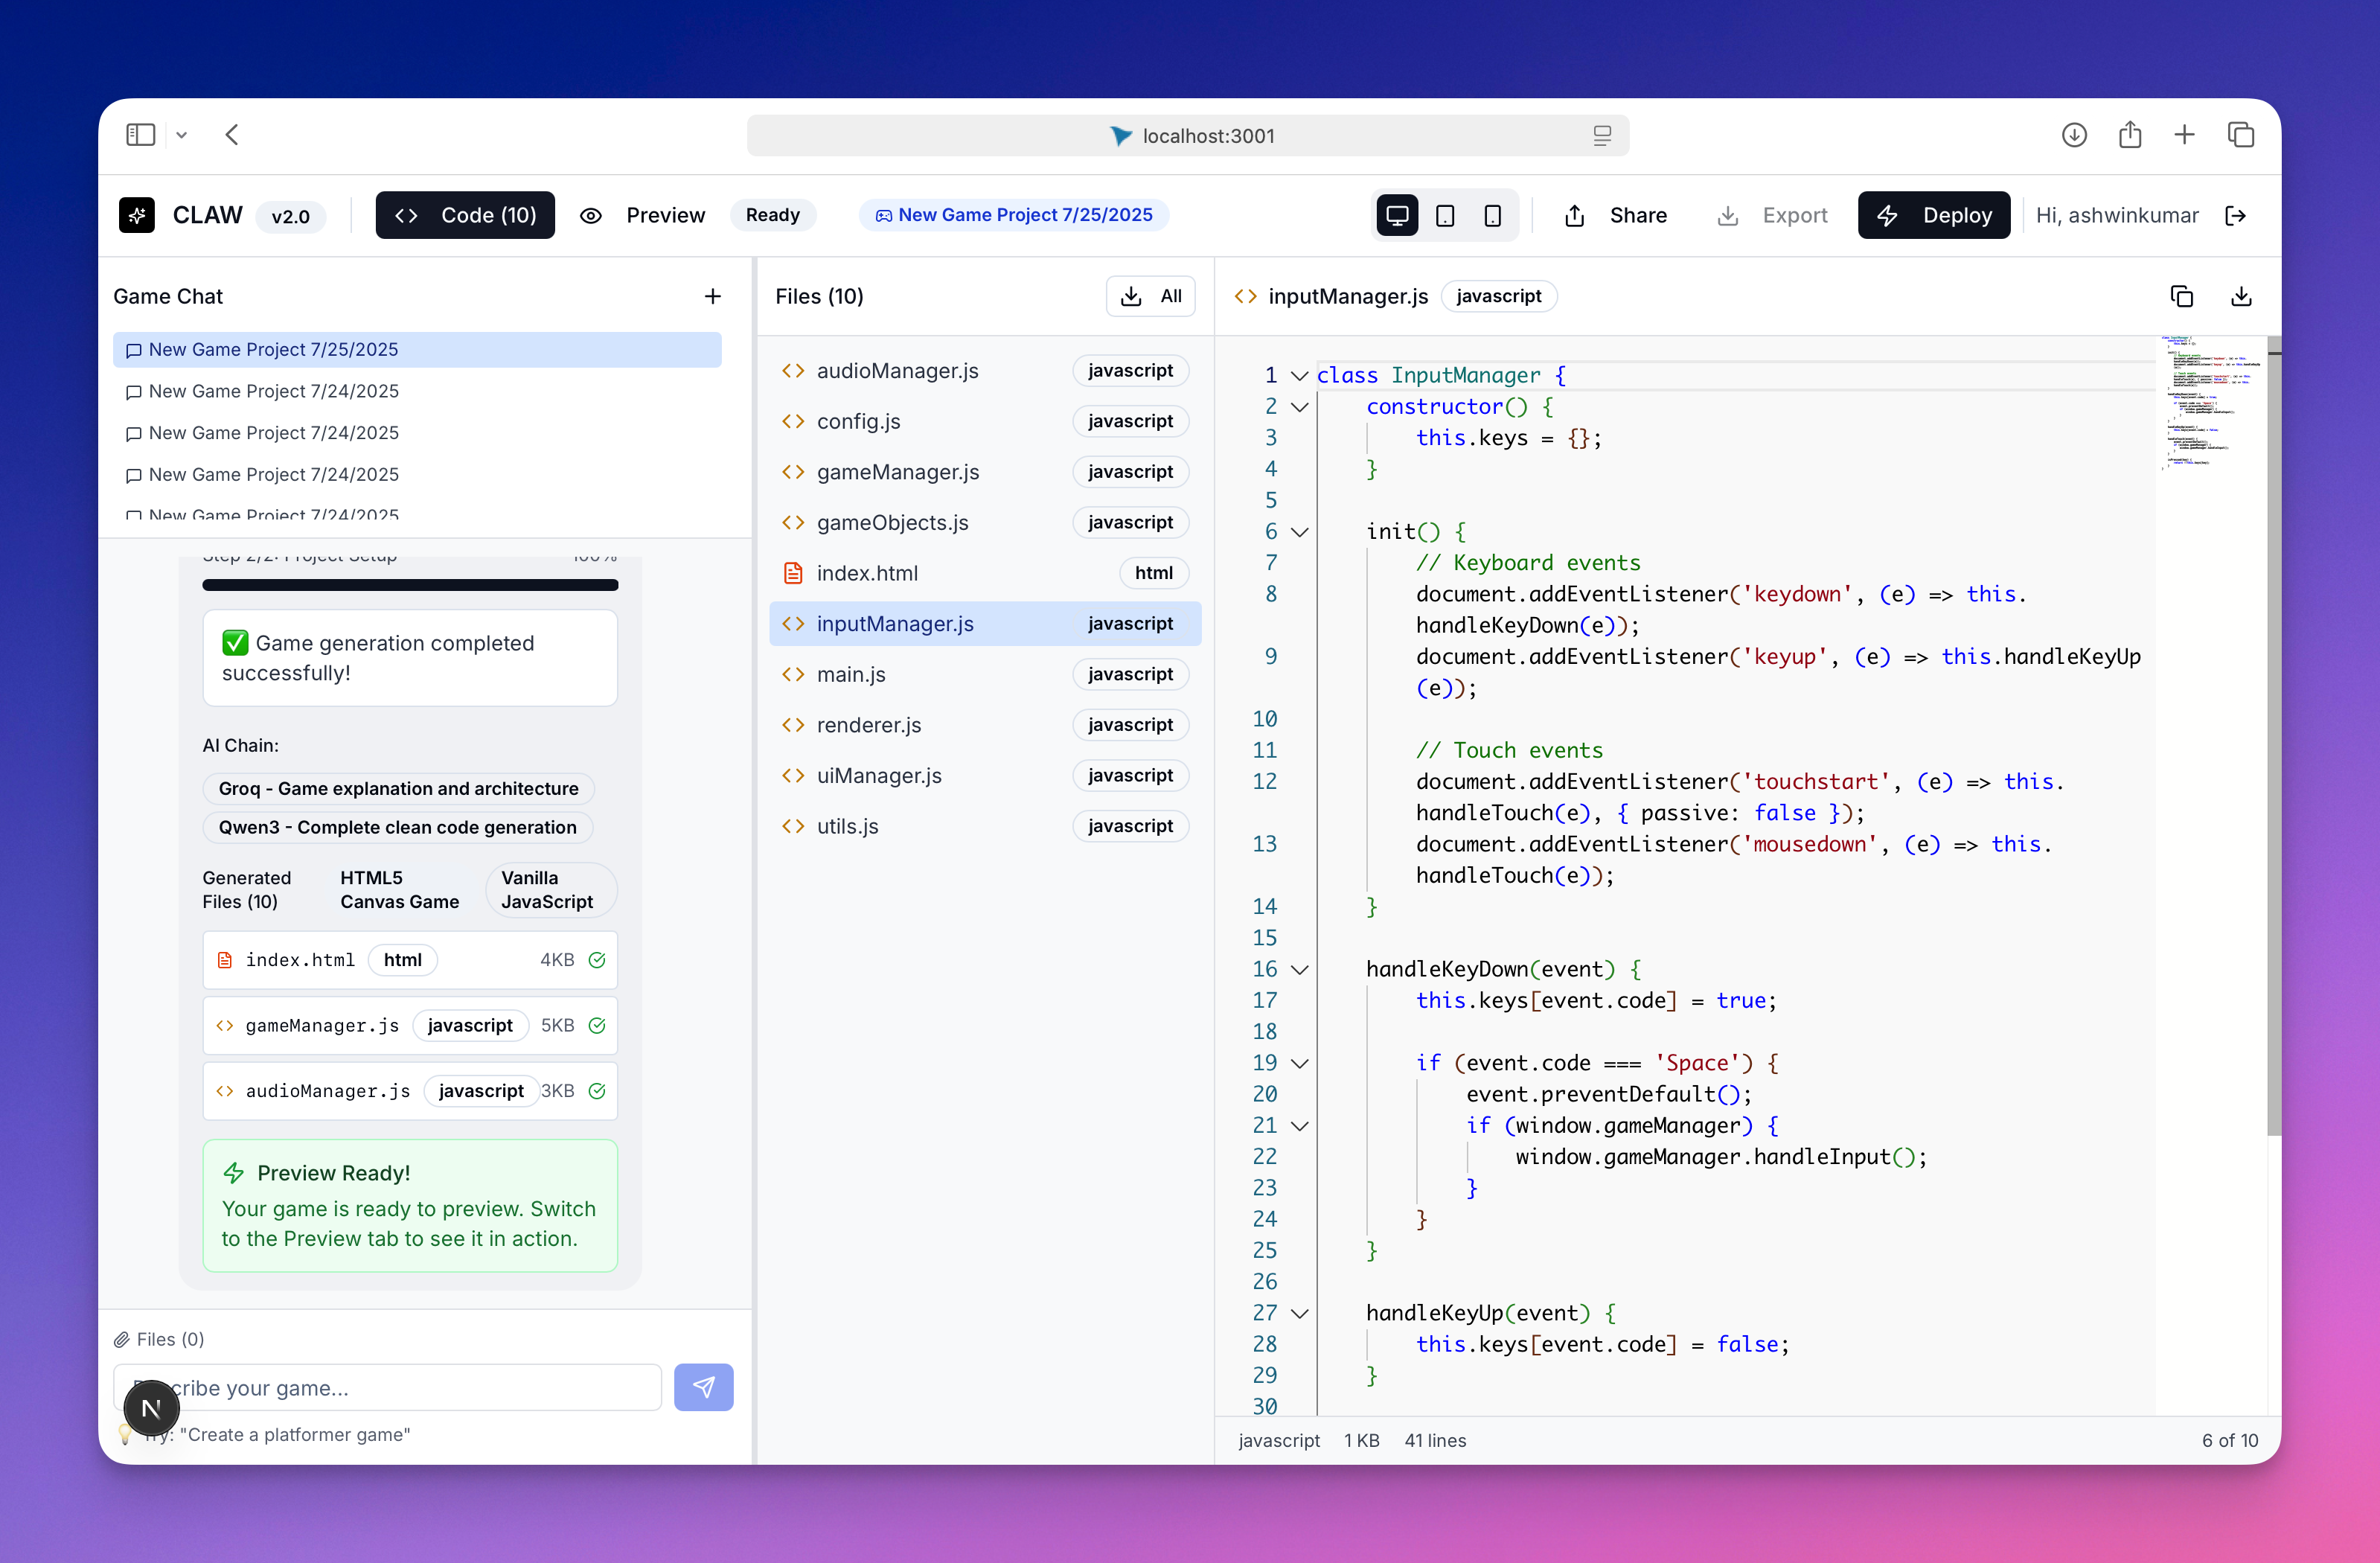 localhost:3001
CLAW v2.0
Code (10)
Preview
Ready
New Game Project 7/25/2025
Share
Export
Deploy
Hi, ashwinkumar
Game Chat
New Game Project 7/25/2025
New Game Project 7/24/2025
New Game Project 7/24/2025
New Game Project 7/24/2025
New Game Project 7/24/2025
Step 2/2: Project Setup 100%
✅ Game generation completed
successfully!
AI Chain:
Groq - Game explanation and architecture
Qwen3 - Complete clean code generation
Generated
Files (10)
HTML5
Canvas Game
Vanilla
JavaScript
index.html html 4KB
gameManager.js javascript 5KB
audioManager.js javascript 3KB
Preview Ready!
Your game is ready to preview. Switch
to the Preview tab to see it in action.
Files (0)
cribe your game...
N
"Create a platformer game"
Files (10)
All
audioManager.js javascript
config.js javascript
gameManager.js javascript
gameObjects.js javascript
index.html html
inputManager.js javascript
main.js javascript
renderer.js javascript
uiManager.js javascript
utils.js javascript
inputManager.js javascript
1 class InputManager {
2 constructor() {
3 this.keys = {};
4 }
5
6 init() {
7 // Keyboard events
8 document.addEventListener('keydown', (e) => this.
handleKeyDown(e));
9 document.addEventListener('keyup', (e) => this.handleKeyUp
(e));
10
11 // Touch events
12 document.addEventListener('touchstart', (e) => this.
handleTouch(e), { passive: false });
13 document.addEventListener('mousedown', (e) => this.
handleTouch(e));
14 }
15
16 handleKeyDown(event) {
17 this.keys[event.code] = true;
18
19 if (event.code === 'Space') {
20 event.preventDefault();
21 if (window.gameManager) {
22 window.gameManager.handleInput();
23 }
24 }
25 }
26
27 handleKeyUp(event) {
28 this.keys[event.code] = false;
29 }
30
javascript 1 KB 41 lines
6 of 10